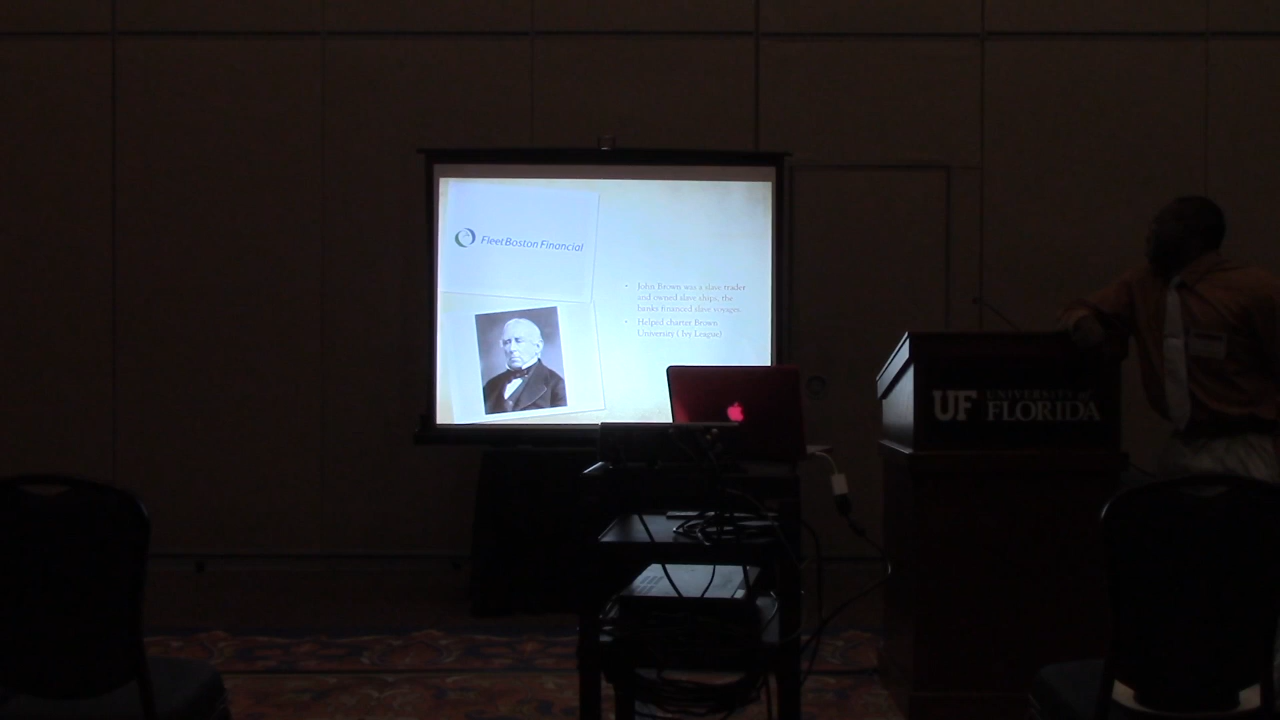 FleetBoston Financial
• John Brown was a slave trader
and owned slave ships, the
banks financed slave voyages.
• Helped charter Brown
University ( Ivy League)
UF UNIVERSITY of
FLORIDA